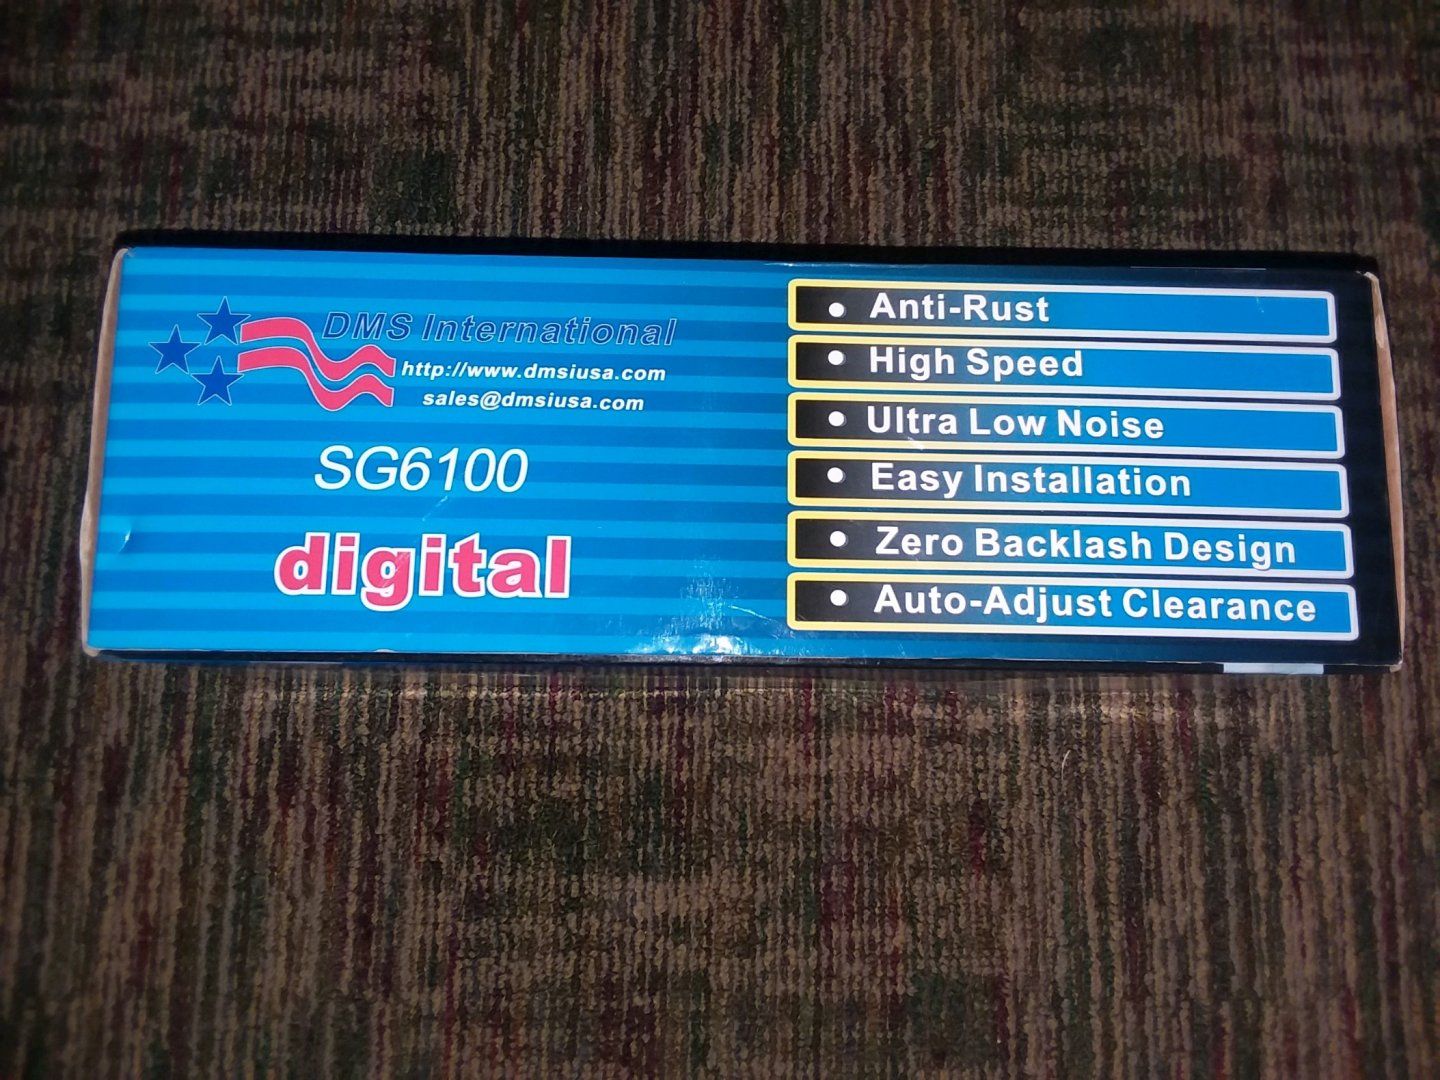 DMS International
http://www.dmsiusa.com
sales@dmsiusa.com
SG6100
digital
• Anti-Rust
• High Speed
• Ultra Low Noise
• Easy Installation
• Zero Backlash Design
• Auto-Adjust Clearance